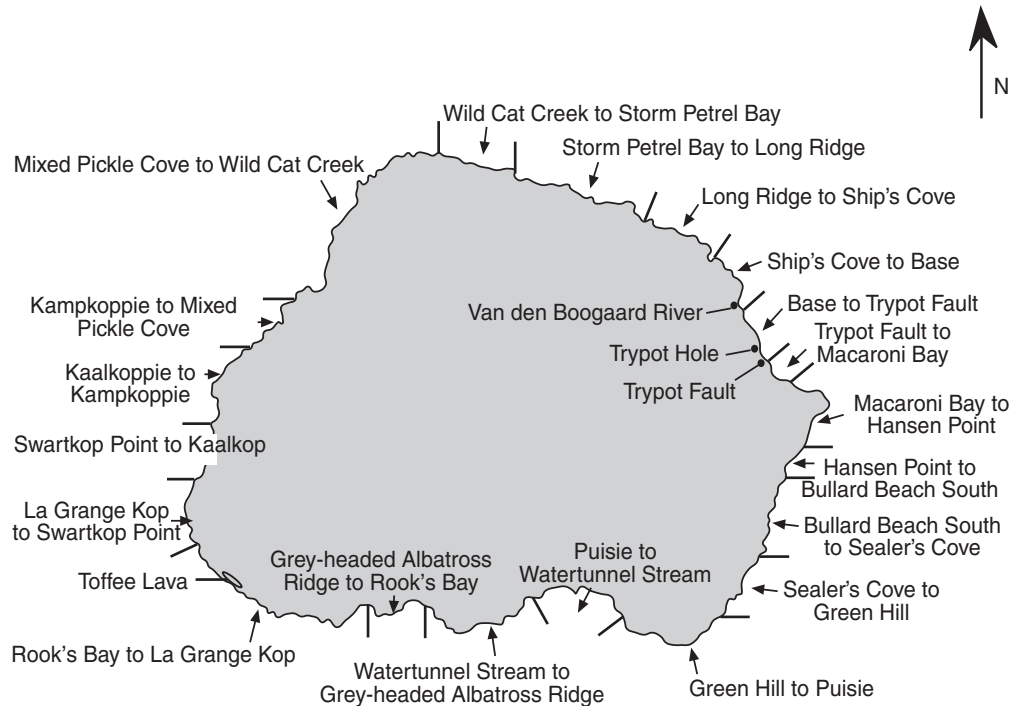 N
Wild Cat Creek to Storm Petrel Bay
Storm Petrel Bay to Long Ridge
Mixed Pickle Cove to Wild Cat Creek
Long Ridge to Ship's Cove
Ship's Cove to Base
Kampkoppie to Mixed
Pickle Cove
Van den Boogaard River
Base to Trypot Fault
Trypot Fault to
Macaroni Bay
Trypot Hole
Trypot Fault
Kaalkoppie to
Kampkoppie
Macaroni Bay to
Hansen Point
Swartkop Point to Kaalkop
Hansen Point to
Bullard Beach South
La Grange Kop
to Swartkop Point
Bullard Beach South
to Sealer's Cove
Grey-headed Albatross
Ridge to Rook's Bay
Puisie to
Watertunnel Stream
Toffee Lava
Sealer's Cove to
Green Hill
Rook's Bay to La Grange Kop
Watertunnel Stream to
Grey-headed Albatross Ridge
Green Hill to Puisie